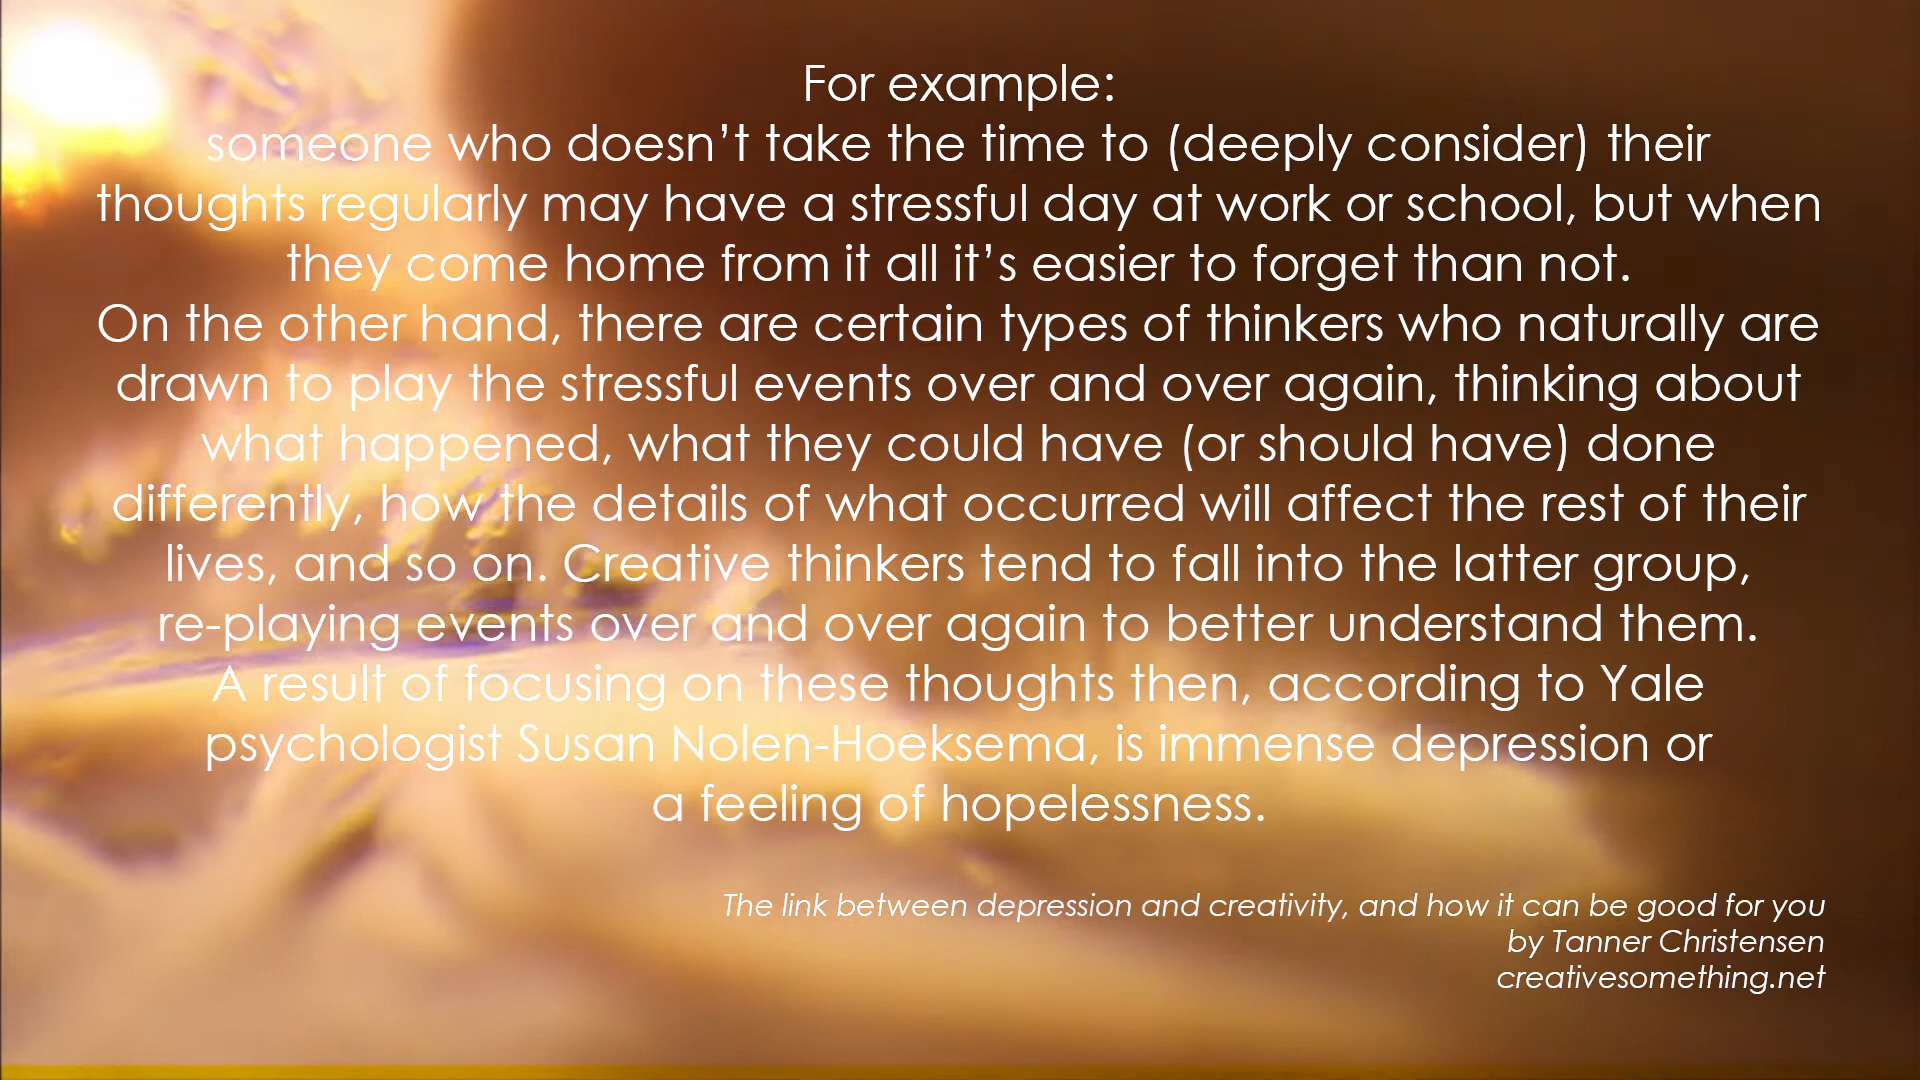 For example:
someone who doesn’t take the time to (deeply consider) their
thoughts regularly may have a stressful day at work or school, but when
they come home from it all it’s easier to forget than not.
On the other hand, there are certain types of thinkers who naturally are
drawn to play the stressful events over and over again, thinking about
what happened, what they could have (or should have) done
differently, how the details of what occurred will affect the rest of their
lives, and so on. Creative thinkers tend to fall into the latter group,
re-playing events over and over again to better understand them.
A result of focusing on these thoughts then, according to Yale
psychologist Susan Nolen-Hoeksema, is immense depression or
a feeling of hopelessness.
The link between depression and creativity, and how it can be good for you
by Tanner Christensen
creativesomething.net